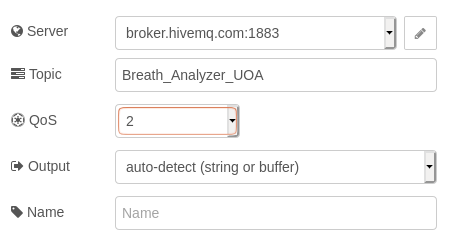 Server broker.hivemq.com:1883
Topic Breath_Analyzer_UOA
QoS 2
Output auto-detect (string or buffer)
Name Name